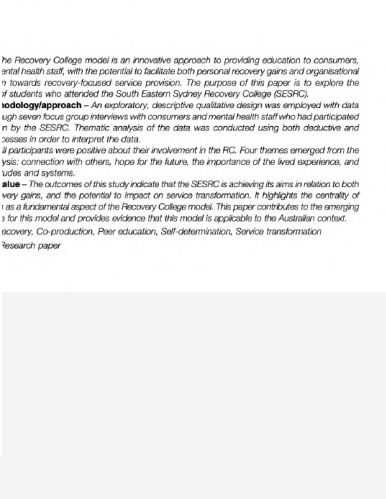 he Recovery College model is an innovative approach to providing education to consumers,
ental health staff, with the potential to facilitate both personal recovery gains and organisational
n towards recovery-focused service provision. The purpose of this paper is to explore the
of students who attended the South Eastern Sydney Recovery College (SESRC).
hodology/approach – An exploratory, descriptive qualitative design was employed with data
ugh seven focus group interviews with consumers and mental health staff who had participated
n by the SESRC. Thematic analysis of the data was conducted using both deductive and
cesses in order to interpret the data.
ll participants were positive about their involvement in the RC. Four themes emerged from the
ysis: connection with others, hope for the future, the importance of the lived experience, and
udes and systems.
alue – The outcomes of this study indicate that the SESRC is achieving its aims in relation to both
very gains, and the potential to impact on service transformation. It highlights the centrality of
as a fundamental aspect of the Recovery College model. This paper contributes to the emerging
e for this model and provides evidence that this model is applicable to the Australian context.
ecovery, Co-production, Peer education, Self-determination, Service transformation
Research paper